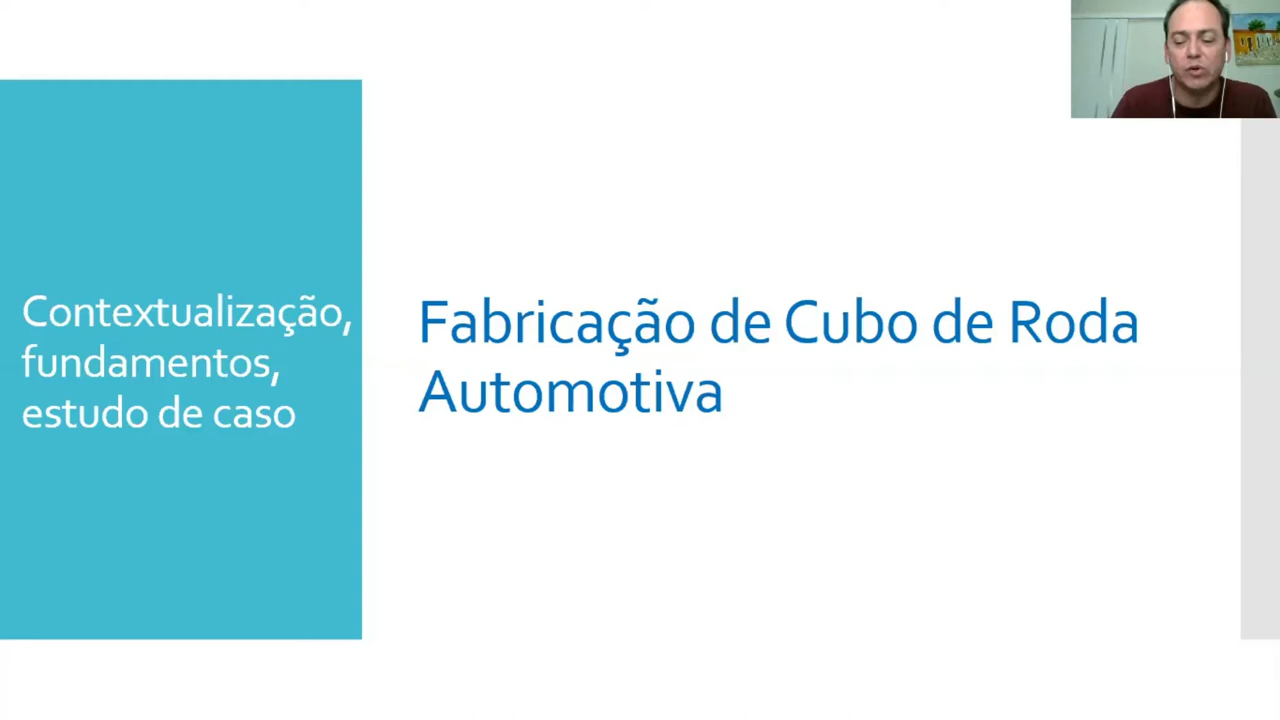 Contextualização,
fundamentos,
estudo de caso
Fabricação de Cubo de Roda
Automotiva